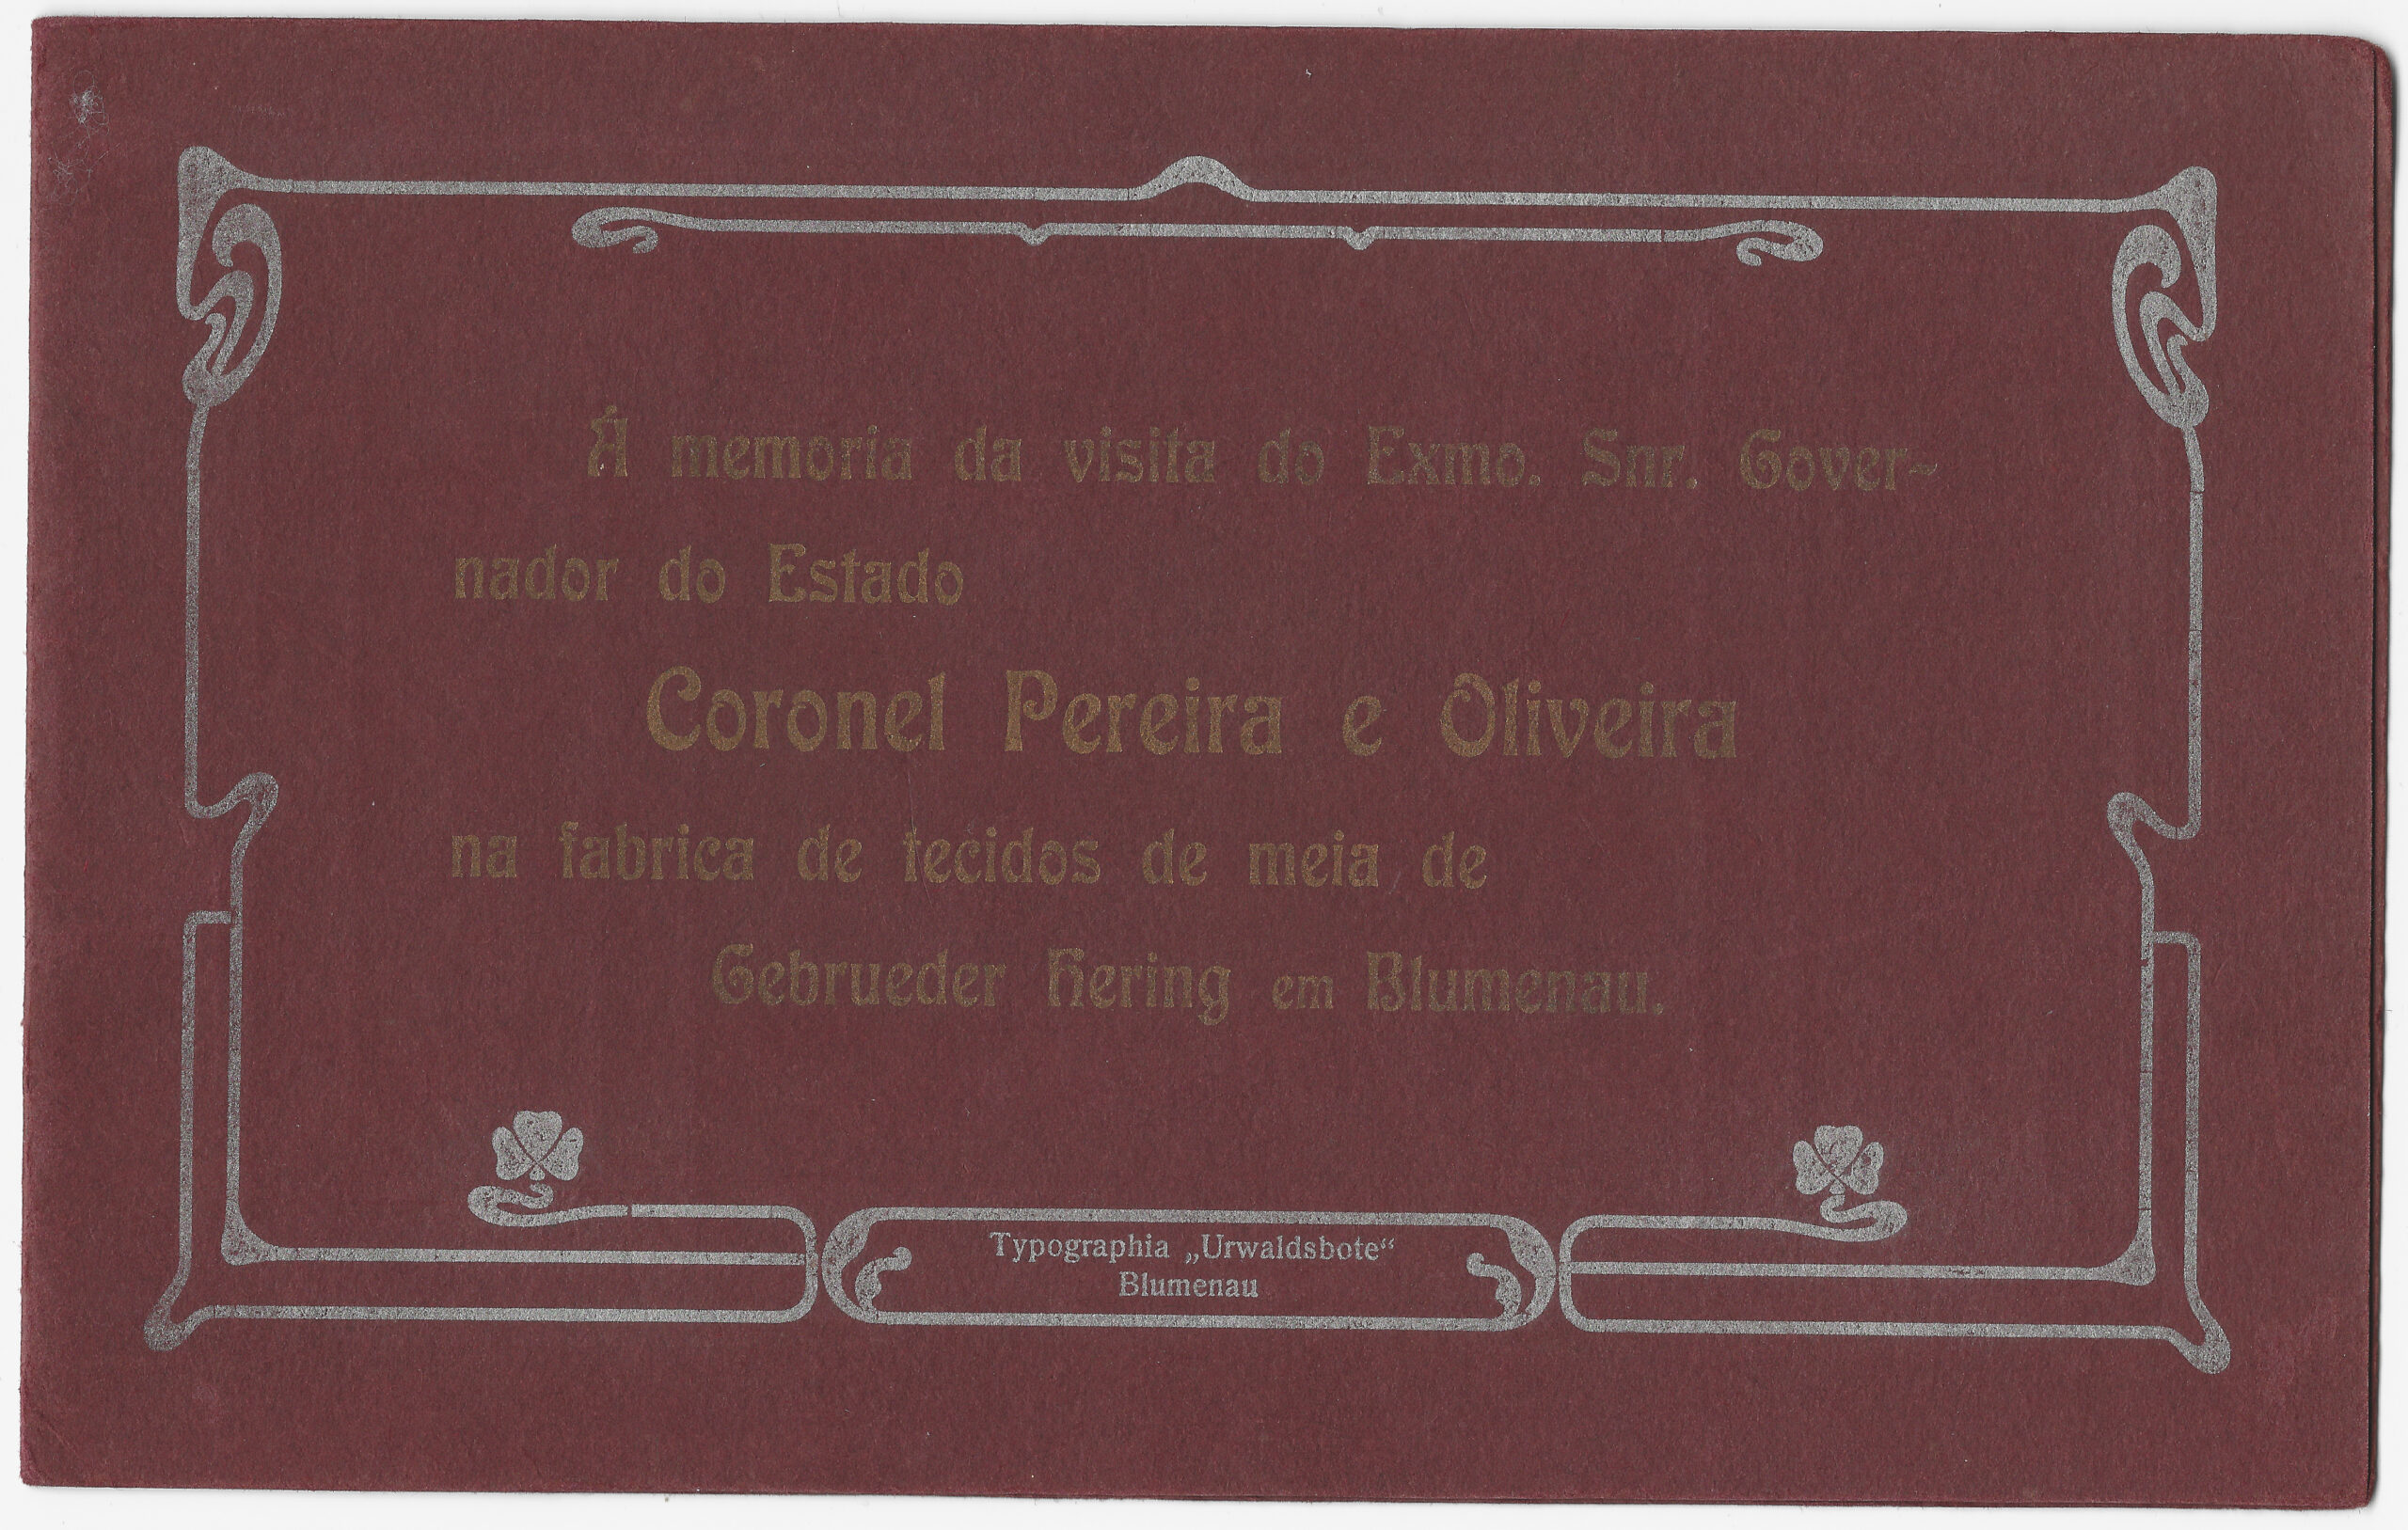 Á memoria da visita do Exmo. Snr. Gover-
nador do Estado
Coronel Pereira e Oliveira
na fabrica de tecidos de meia de
Gebrueder Hering em Blumenau.
Typographia „Urwaldsbote“
Blumenau